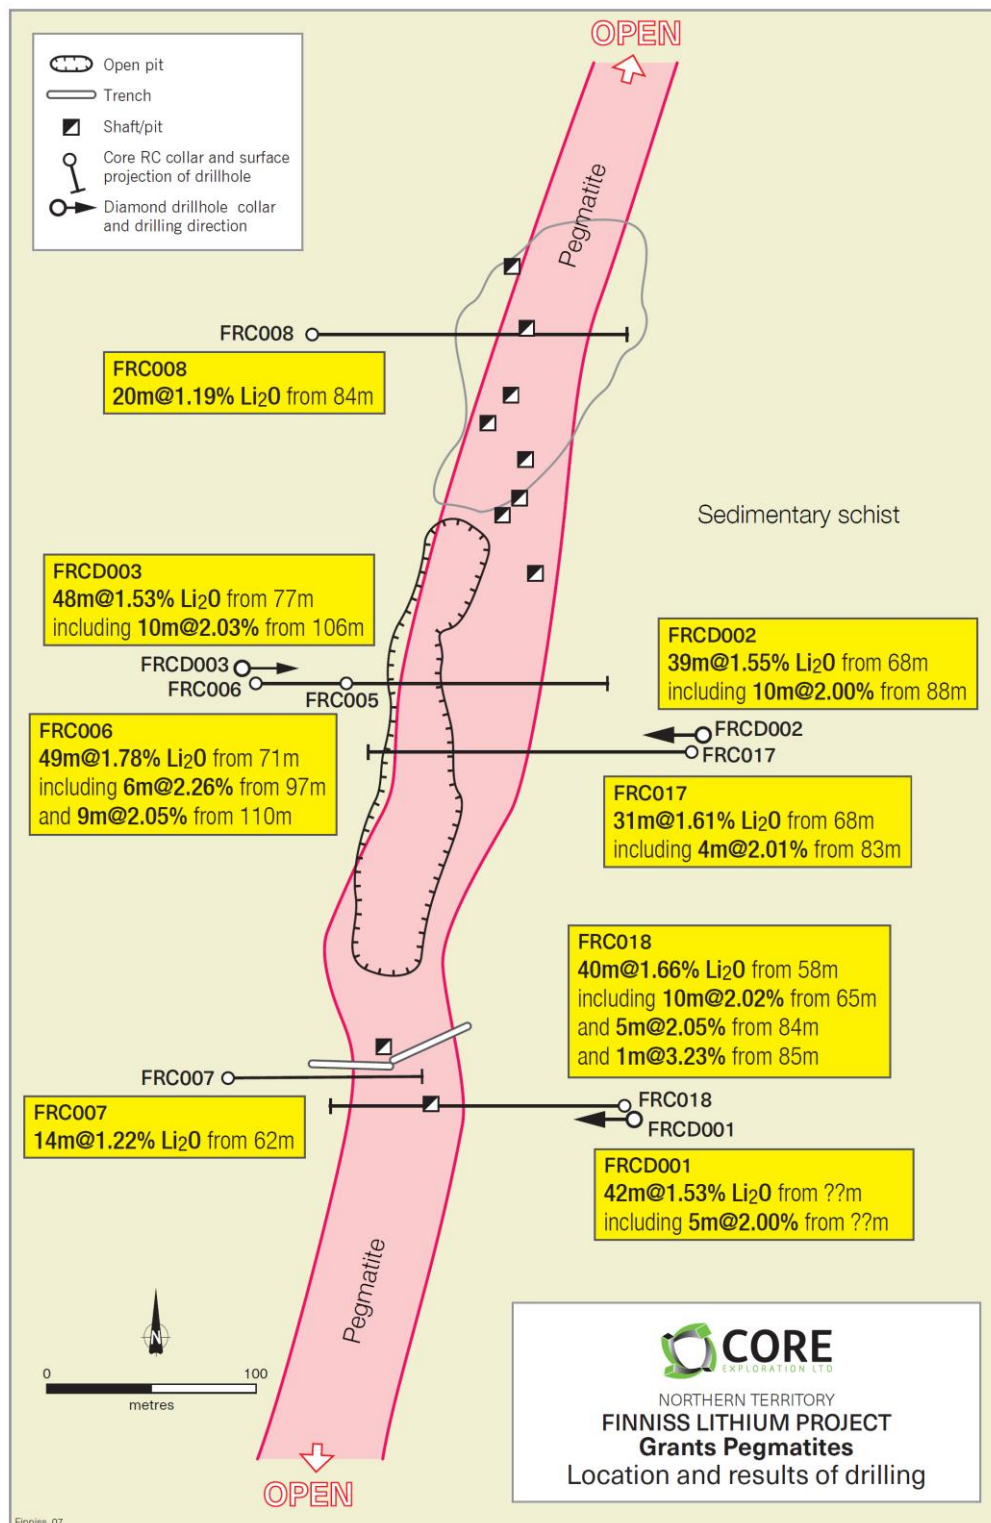 OPEN
Open pit
Trench
Shaft/pit
Core RC collar and surface
projection of drillhole
Diamond drillhole collar
and drilling direction
Pegmatite
FRC008
FRC008
20m@1.19% Li2O from 84m
Sedimentary schist
FRCD003
48m@1.53% Li2O from 77m
including 10m@2.03% from 106m
FRCD003
FRC006
FRC005
FRC006
49m@1.78% Li2O from 71m
including 6m@2.26% from 97m
and 9m@2.05% from 110m
FRCD002
39m@1.55% Li2O from 68m
including 10m@2.00% from 88m
FRCD002
FRC017
FRC017
31m@1.61% Li2O from 68m
including 4m@2.01% from 83m
FRC018
40m@1.66% Li2O from 58m
including 10m@2.02% from 65m
and 5m@2.05% from 84m
and 1m@3.23% from 85m
FRC007
FRC007
14m@1.22% Li2O from 62m
FRC018
FRCD001
FRCD001
42m@1.53% Li2O from ??m
including 5m@2.00% from ??m
Pegmatite
N
0 100
metres
OPEN
CORE
EXPLORATION LTD
NORTHERN TERRITORY
FINNISS LITHIUM PROJECT
Grants Pegmatites
Location and results of drilling
Finniss_07